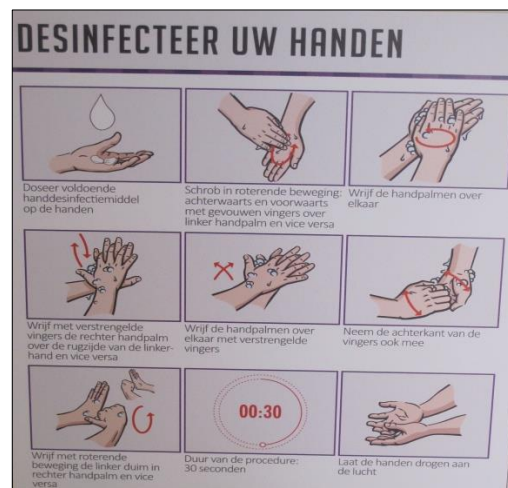 DESINFECTEER UW HANDEN
Doseer voldoende
handdesinfectiemiddel
op de handen
Schrob in roterende beweging:
achterwaarts en voorwaarts
met gevouwen vingers over
linker handpalm en vice versa
Wrijf de handpalmen over
elkaar
Wrijf met verstrengelde
vingers de rechter handpalm
over de rugzijde van de linker-
hand en vice versa
Wrijf de handpalmen over
elkaar met verstrengelde
vingers
Neem de achterkant van de
vingers ook mee
Wrijf met roterende
beweging de linker duim in
rechter handpalm en vice
versa
00:30
Duur van de procedure:
30 seconden
Laat de handen drogen aan
de lucht